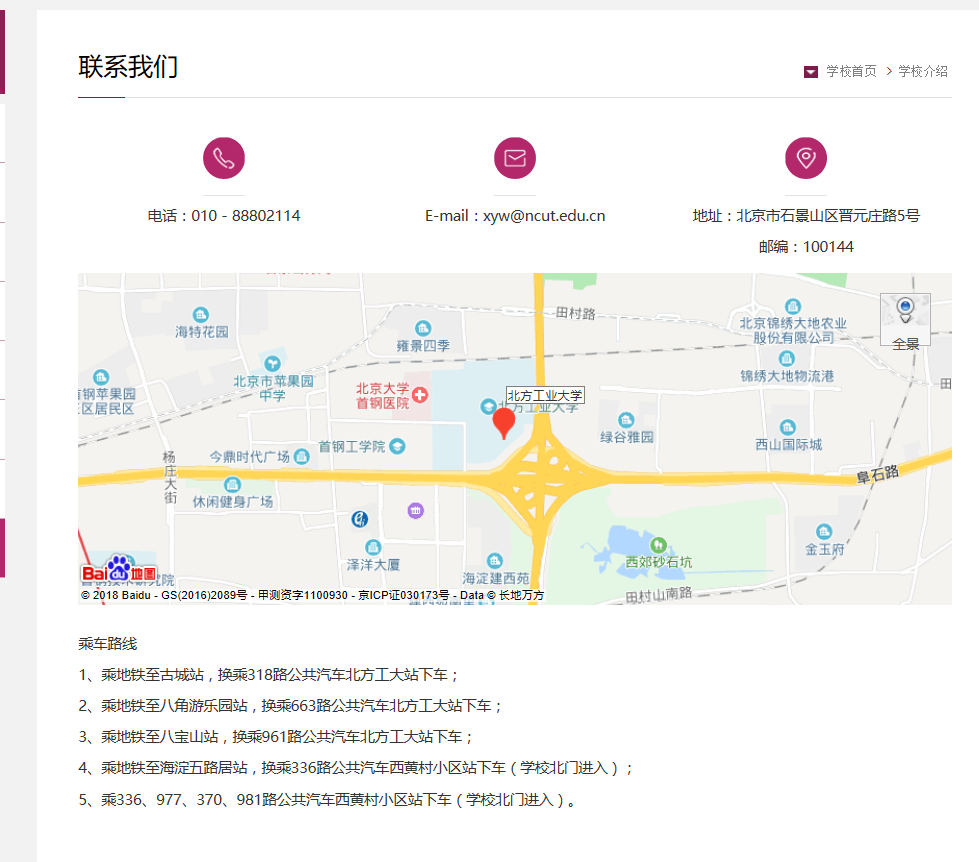 联系我们
学校首页 > 学校介绍
电话：010 - 88802114
E-mail：xyw@ncut.edu.cn
地址：北京市石景山区晋元庄路5号
邮编：100144
田村路
海特花园
雍景四季
北京锦绣大地农业
股份有限公司
全景
锦绣大地物流港
北京市苹果园
中学
首钢苹果园
区居民区
北京大学
首钢医院
北方工业大学
北方工业大学
绿谷雅园
西山国际城
首钢工学院
今鼎时代广场
杨庄大街
阜石路
休闲健身广场
泽洋大厦
海淀建西苑
西郊砂石坑
金玉府
田村山南路
Bai du 地图
© 2018 Baidu - GS(2016)2089号 - 甲测资字1100930 - 京ICP证030173号 - Data © 长地万方
乘车路线
1、乘地铁至古城站，换乘318路公共汽车北方工大站下车；
2、乘地铁至八角游乐园站，换乘663路公共汽车北方工大站下车；
3、乘地铁至八宝山站，换乘961路公共汽车北方工大站下车；
4、乘地铁至海淀五路居站，换乘336路公共汽车西黄村小区站下车（学校北门进入）；
5、乘336、977、370、981路公共汽车西黄村小区站下车（学校北门进入）。